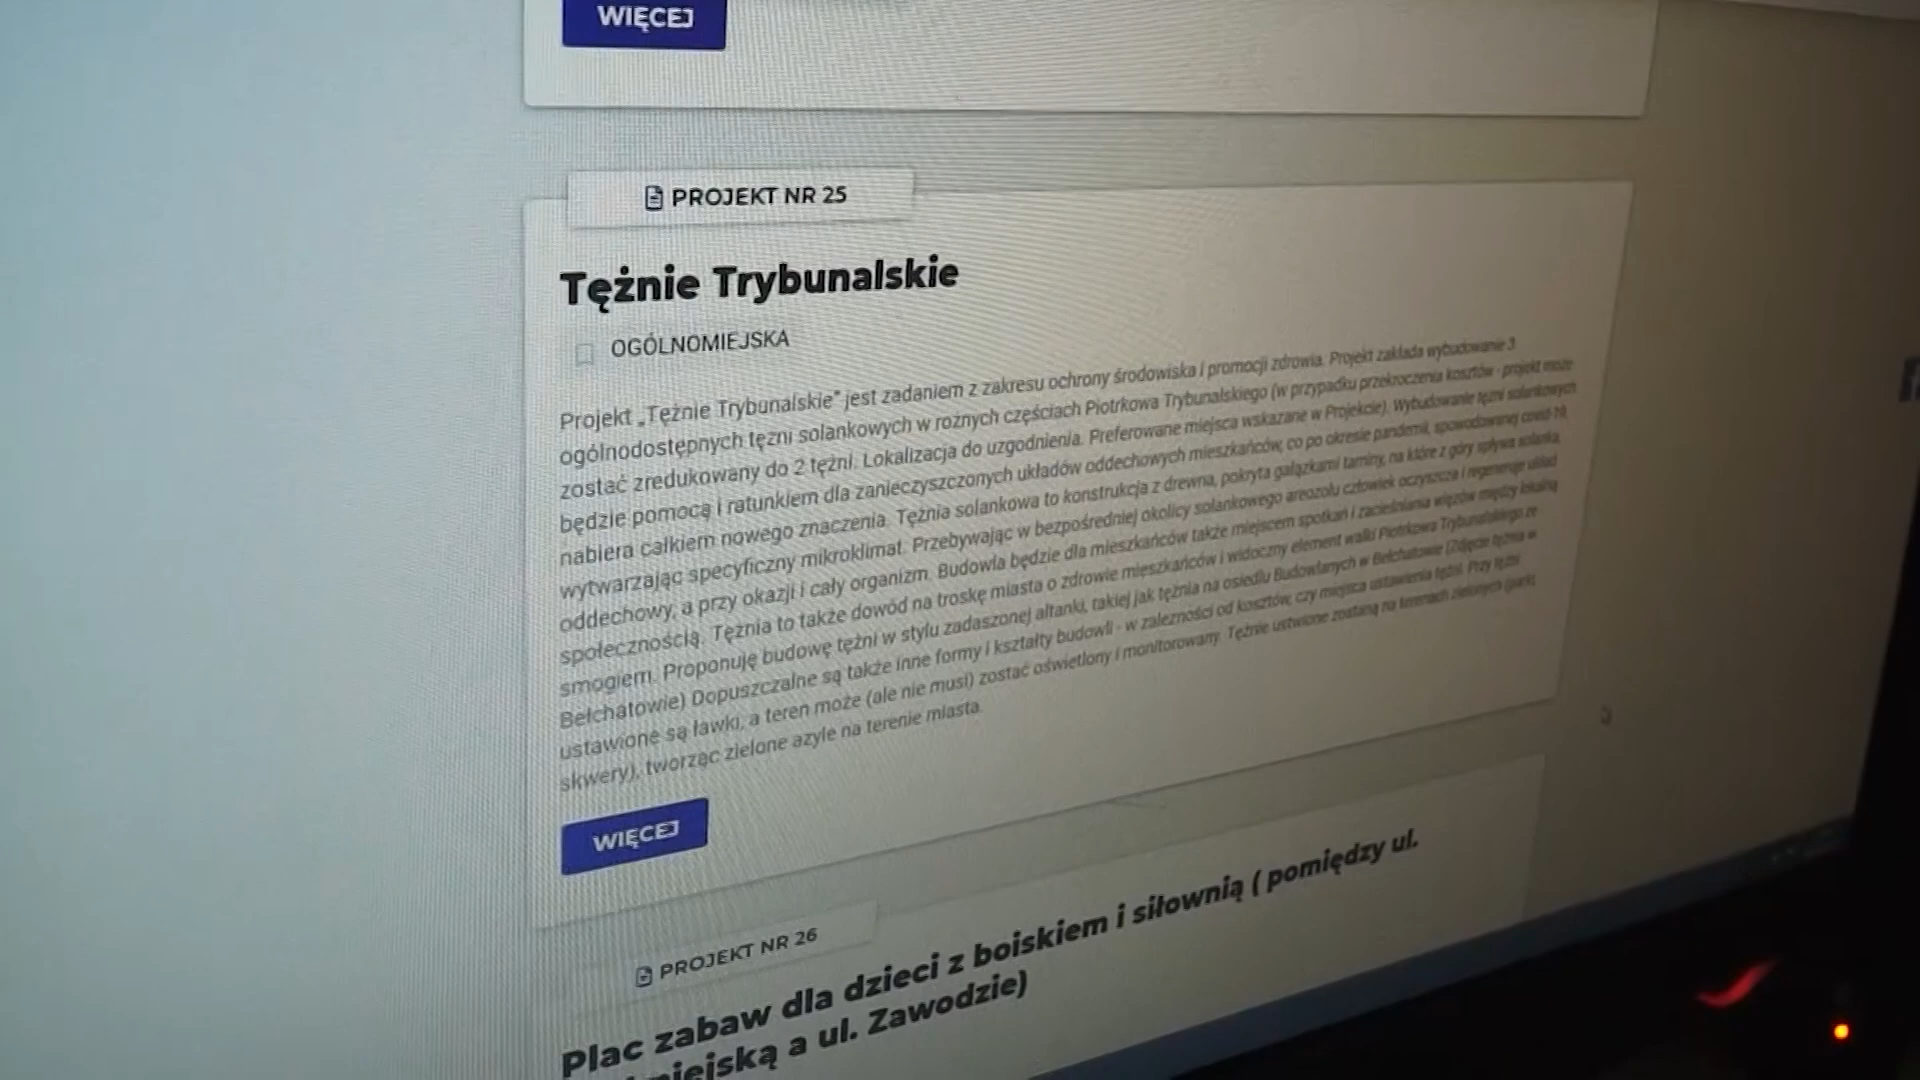 WIĘCEJ
PROJEKT NR 25
Tężnie Trybunalskie
OGÓLNOMIEJSKA
Projekt „Tężnie Trybunalskie” jest zadaniem z zakresu ochrony środowiska i promocji zdrowia. Projekt zakłada wybudowanie 3
ogólnodostępnych tężni solankowych w różnych częściach Piotrkowa Trybunalskiego (w przypadku przekroczenia kosztów - projekt może
zostać zredukowany do 2 tężni. Lokalizacja do uzgodnienia. Preferowane miejsca wskazane w Projekcie). Wybudowanie tężni solankowych
będzie pomocą i ratunkiem dla zanieczyszczonych układów oddechowych mieszkańców, co po okresie pandemii, spowodowanej covid-19,
nabiera całkiem nowego znaczenia. Tężnia solankowa to konstrukcja z drewna, pokryta gałązkami tarniny, na które z góry spływa solanka,
wytwarzając specyficzny mikroklimat. Przebywając w bezpośredniej okolicy solankowego areozolu człowiek oczyszcza i regeneruje układ
oddechowy, a przy okazji i cały organizm. Budowla będzie dla mieszkańców także miejscem spotkań i zacieśniania więzów między lokalną
społecznością. Tężnia to także dowód na troskę miasta o zdrowie mieszkańców i widoczny element walki Piotrkowa Trybunalskiego ze
smogiem. Proponuję budowę tężni w stylu zadaszonej altanki, takiej jak tężnia na osiedlu Budowlanych w Bełchatowie (Zdjęcie tężnia w
Bełchatowie) Dopuszczalne są także inne formy i kształty budowli - w zależności od kosztów, czy miejsca ustawienia tężni. Przy tężni
ustawione są ławki, a teren może (ale nie musi) zostać oświetlony i monitorowany. Tężnie ustwione zostaną na terenach zielonych (parki,
skwery), tworząc zielone azyle na terenie miasta.
WIĘCEJ
PROJEKT NR 26
Plac zabaw dla dzieci z boiskiem i siłownią ( pomiędzy ul.
a ul. Zawodzie)